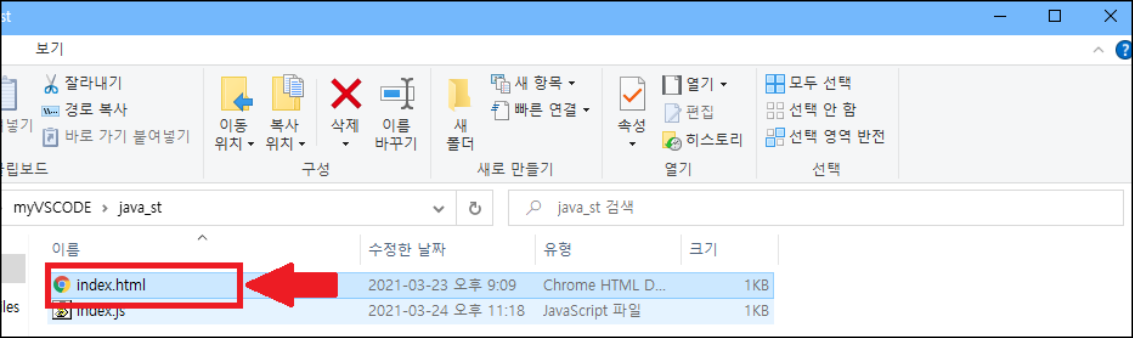 st
보기
잘라내기
경로 복사
바로 가기 붙여넣기
이동 위치
복사 위치
삭제
이름 바꾸기
구성
새 폴더
새 항목
빠른 연결
새로 만들기
속성
열기
편집
히스토리
열기
모두 선택
선택 안 함
선택 영역 반전
선택
myVSCODE > java_st
java_st 검색
이름 수정한 날짜 유형 크기
index.html 2021-03-23 오후 9:09 Chrome HTML D... 1KB
index.js 2021-03-24 오후 11:18 JavaScript 파일 1KB